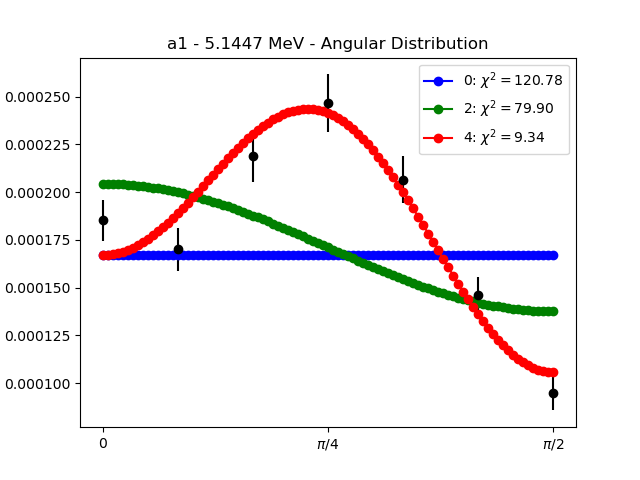 a1 - 5.1447 MeV - Angular Distribution
0: χ² = 120.78
2: χ² = 79.90
4: χ² = 9.34
0.000250
0.000225
0.000200
0.000175
0.000150
0.000125
0.000100
0 π/4 π/2